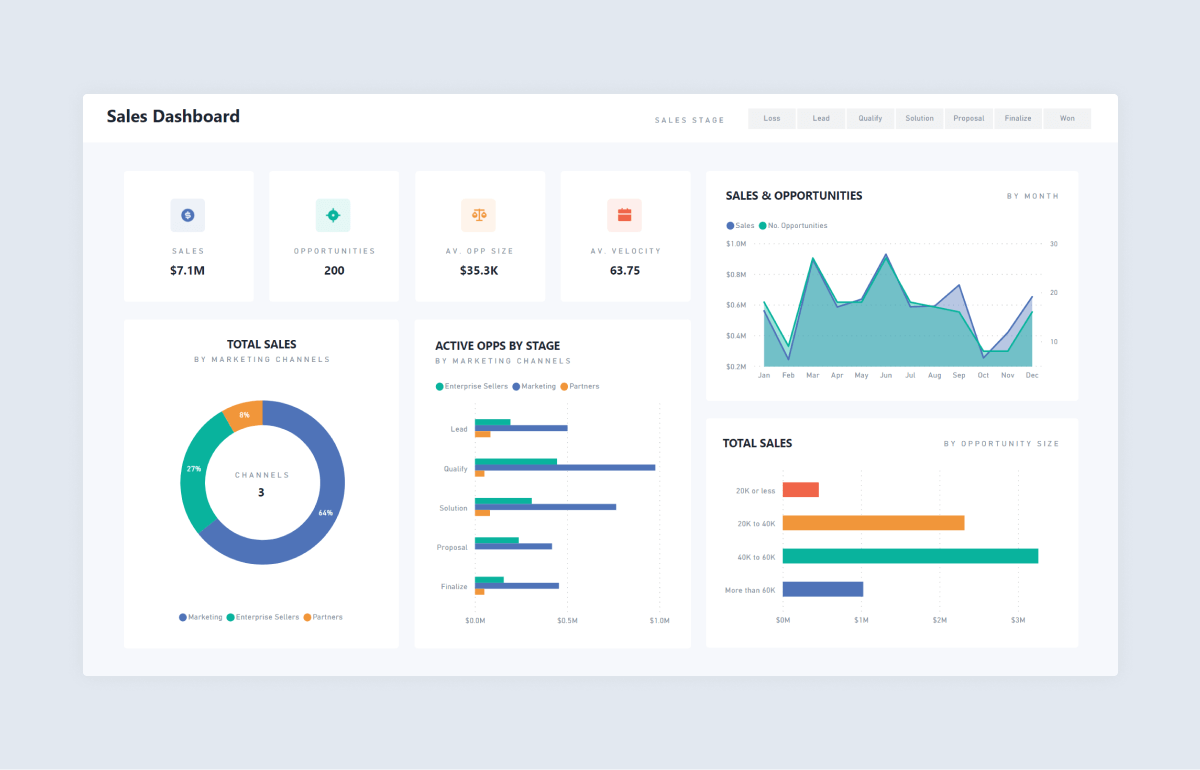 Sales Dashboard
SALES STAGE
Loss
Lead
Qualify
Solution
Proposal
Finalize
Won
SALES
$7.1M
OPPORTUNITIES
200
AV. OPP SIZE
$35.3K
AV. VELOCITY
63.75
SALES & OPPORTUNITIES
BY MONTH
Sales
No. Opportunities
$1.0M
$0.8M
$0.6M
$0.4M
$0.2M
30
20
10
Jan
Feb
Mar
Apr
May
Jun
Jul
Aug
Sep
Oct
Nov
Dec
TOTAL SALES
BY MARKETING CHANNELS
8%
27%
64%
CHANNELS
3
Marketing
Enterprise Sellers
Partners
ACTIVE OPPS BY STAGE
BY MARKETING CHANNELS
Enterprise Sellers
Marketing
Partners
Lead
Qualify
Solution
Proposal
Finalize
$0.0M
$0.5M
$1.0M
TOTAL SALES
BY OPPORTUNITY SIZE
20K or less
20K to 40K
40K to 60K
More than 60K
$0M
$1M
$2M
$3M